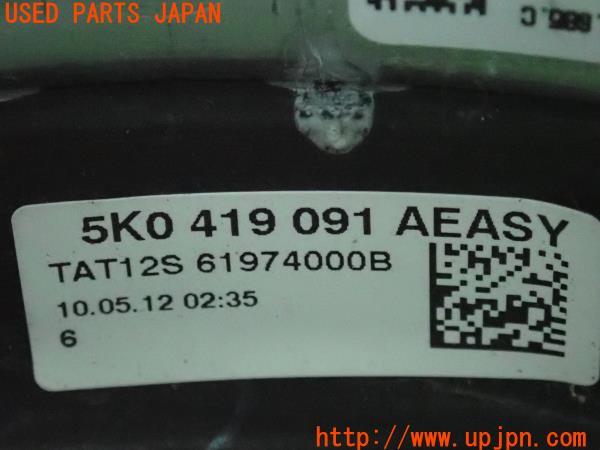 USED PARTS JAPAN
5K0 419 091 AEASY
TAT12S 61974000B
10.05.12 02:35
6
UPJ http://www.upjpn.com